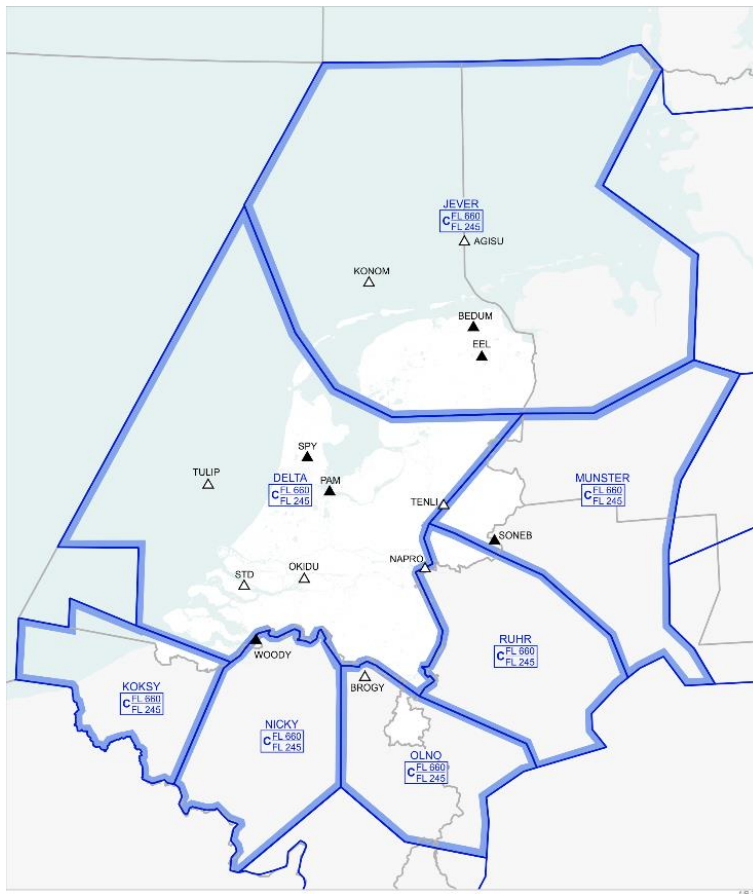 JEVER
C FL 660
FL 245
AGISU
KONOM
BEDUM
EEL
SPY
TULIP
DELTA
C FL 660
FL 245
PAM
MUNSTER
C FL 660
FL 245
TENLI
SONEB
NAPRO
OKIDU
STD
WOODY
RUHR
C FL 660
FL 245
BROGY
KOKSY
C FL 660
FL 245
NICKY
C FL 660
FL 245
OLNO
C FL 660
FL 245